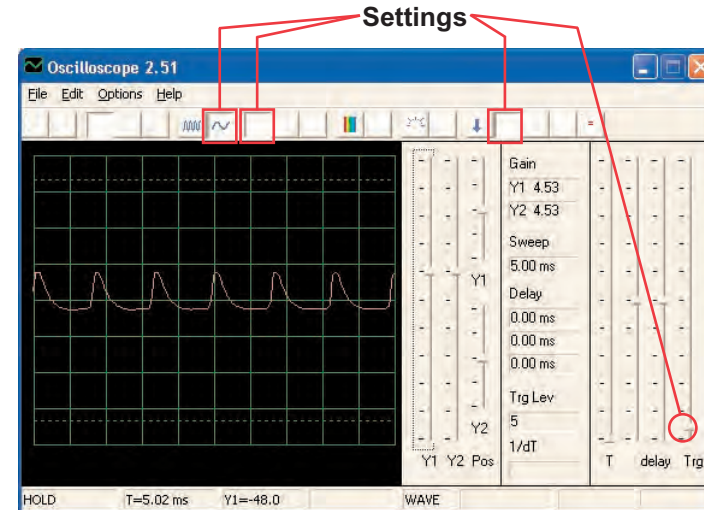 Settings
Oscilloscope 2.51
File Edit Options Help
Gain
Y1 4.53
Y2 4.53
Sweep
5.00 ms
Y1
Delay
0.00 ms
0.00 ms
0.00 ms
Trg Lev
5
Y2
1/dT
Y1 Y2 Pos
T delay Trg
HOLD T=5.02 ms Y1=-48.0 WAVE